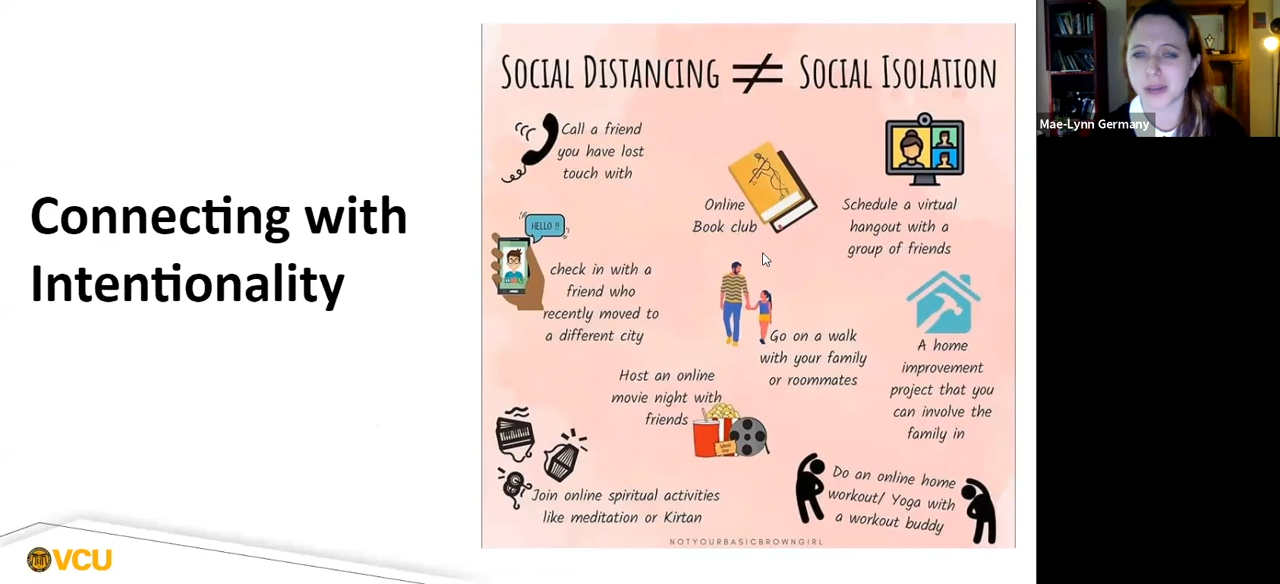 Connecting with
Intentionality
SOCIAL DISTANCING ≠ SOCIAL ISOLATION
Call a friend
you have lost
touch with
Online
Book club
Schedule a virtual
hangout with a
group of friends
HELLO !!
check in with a
friend who
recently moved to
a different city
Go on a walk
with your family
or roommates
A home
improvement
project that you
can involve the
family in
Host an online
movie night with
friends
Join online spiritual activities
like meditation or Kirtan
Do an online home
workout/ Yoga with
a workout buddy
NOTYOURBASICBROWNGIRL
VCU
Mae-Lynn Germany